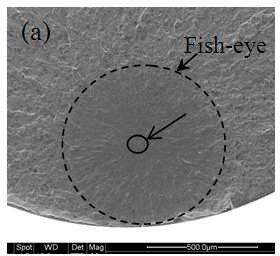 (a)
Fish-eye
Spot WD Det Mag
500.0µm